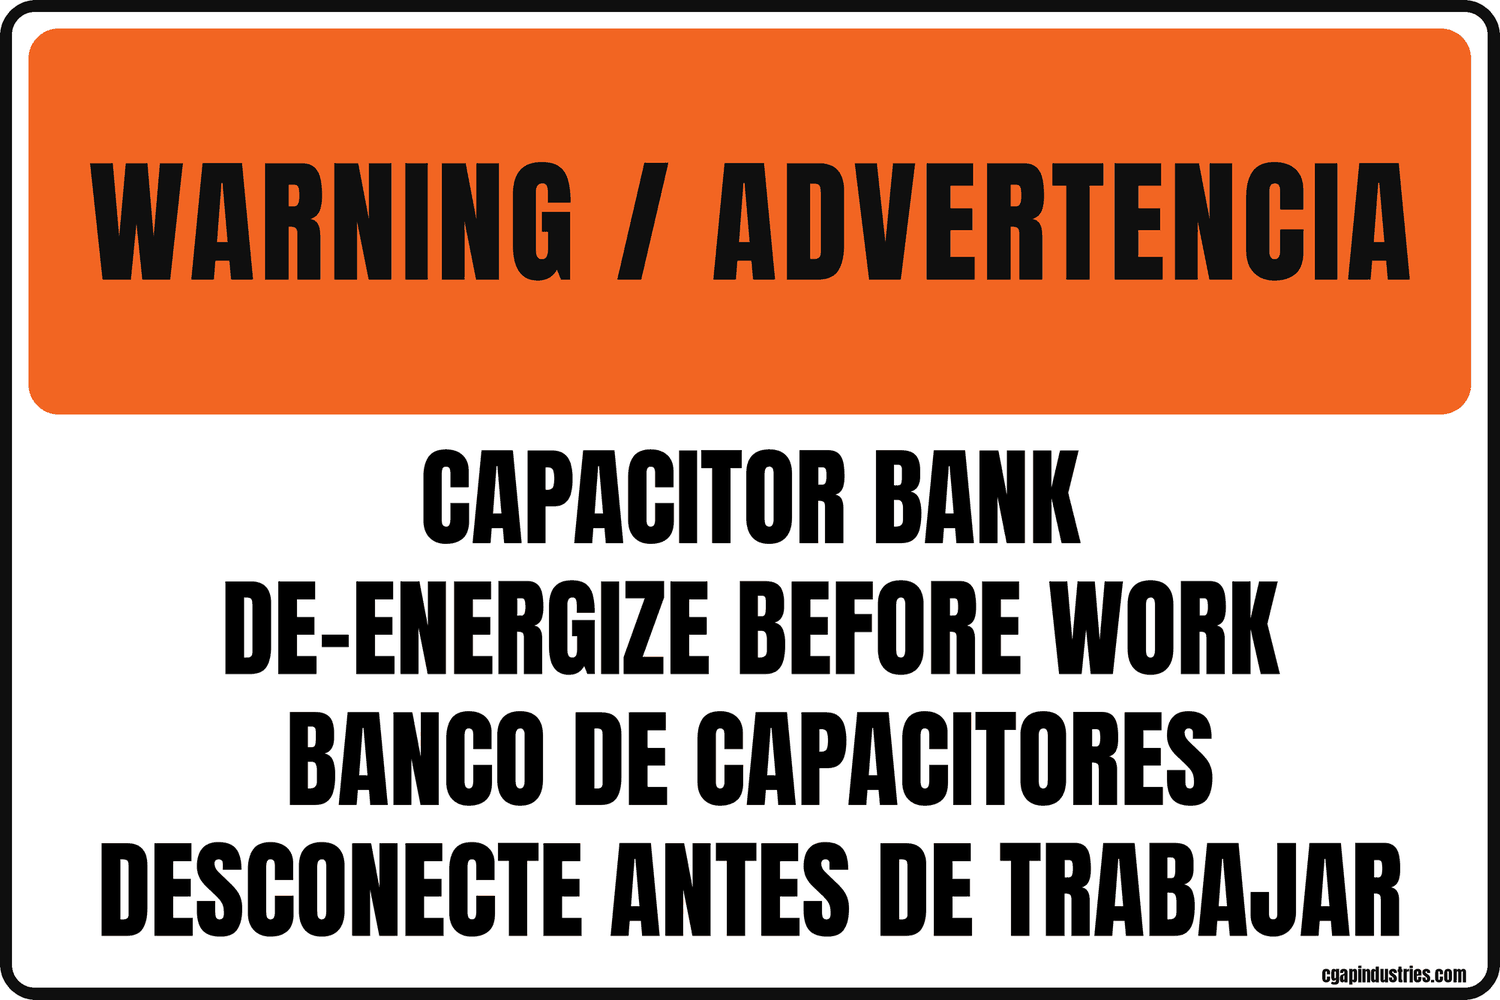 WARNING / ADVERTENCIA
CAPACITOR BANK
DE-ENERGIZE BEFORE WORK
BANCO DE CAPACITORES
DESCONECTE ANTES DE TRABAJAR
cgapindustries.com